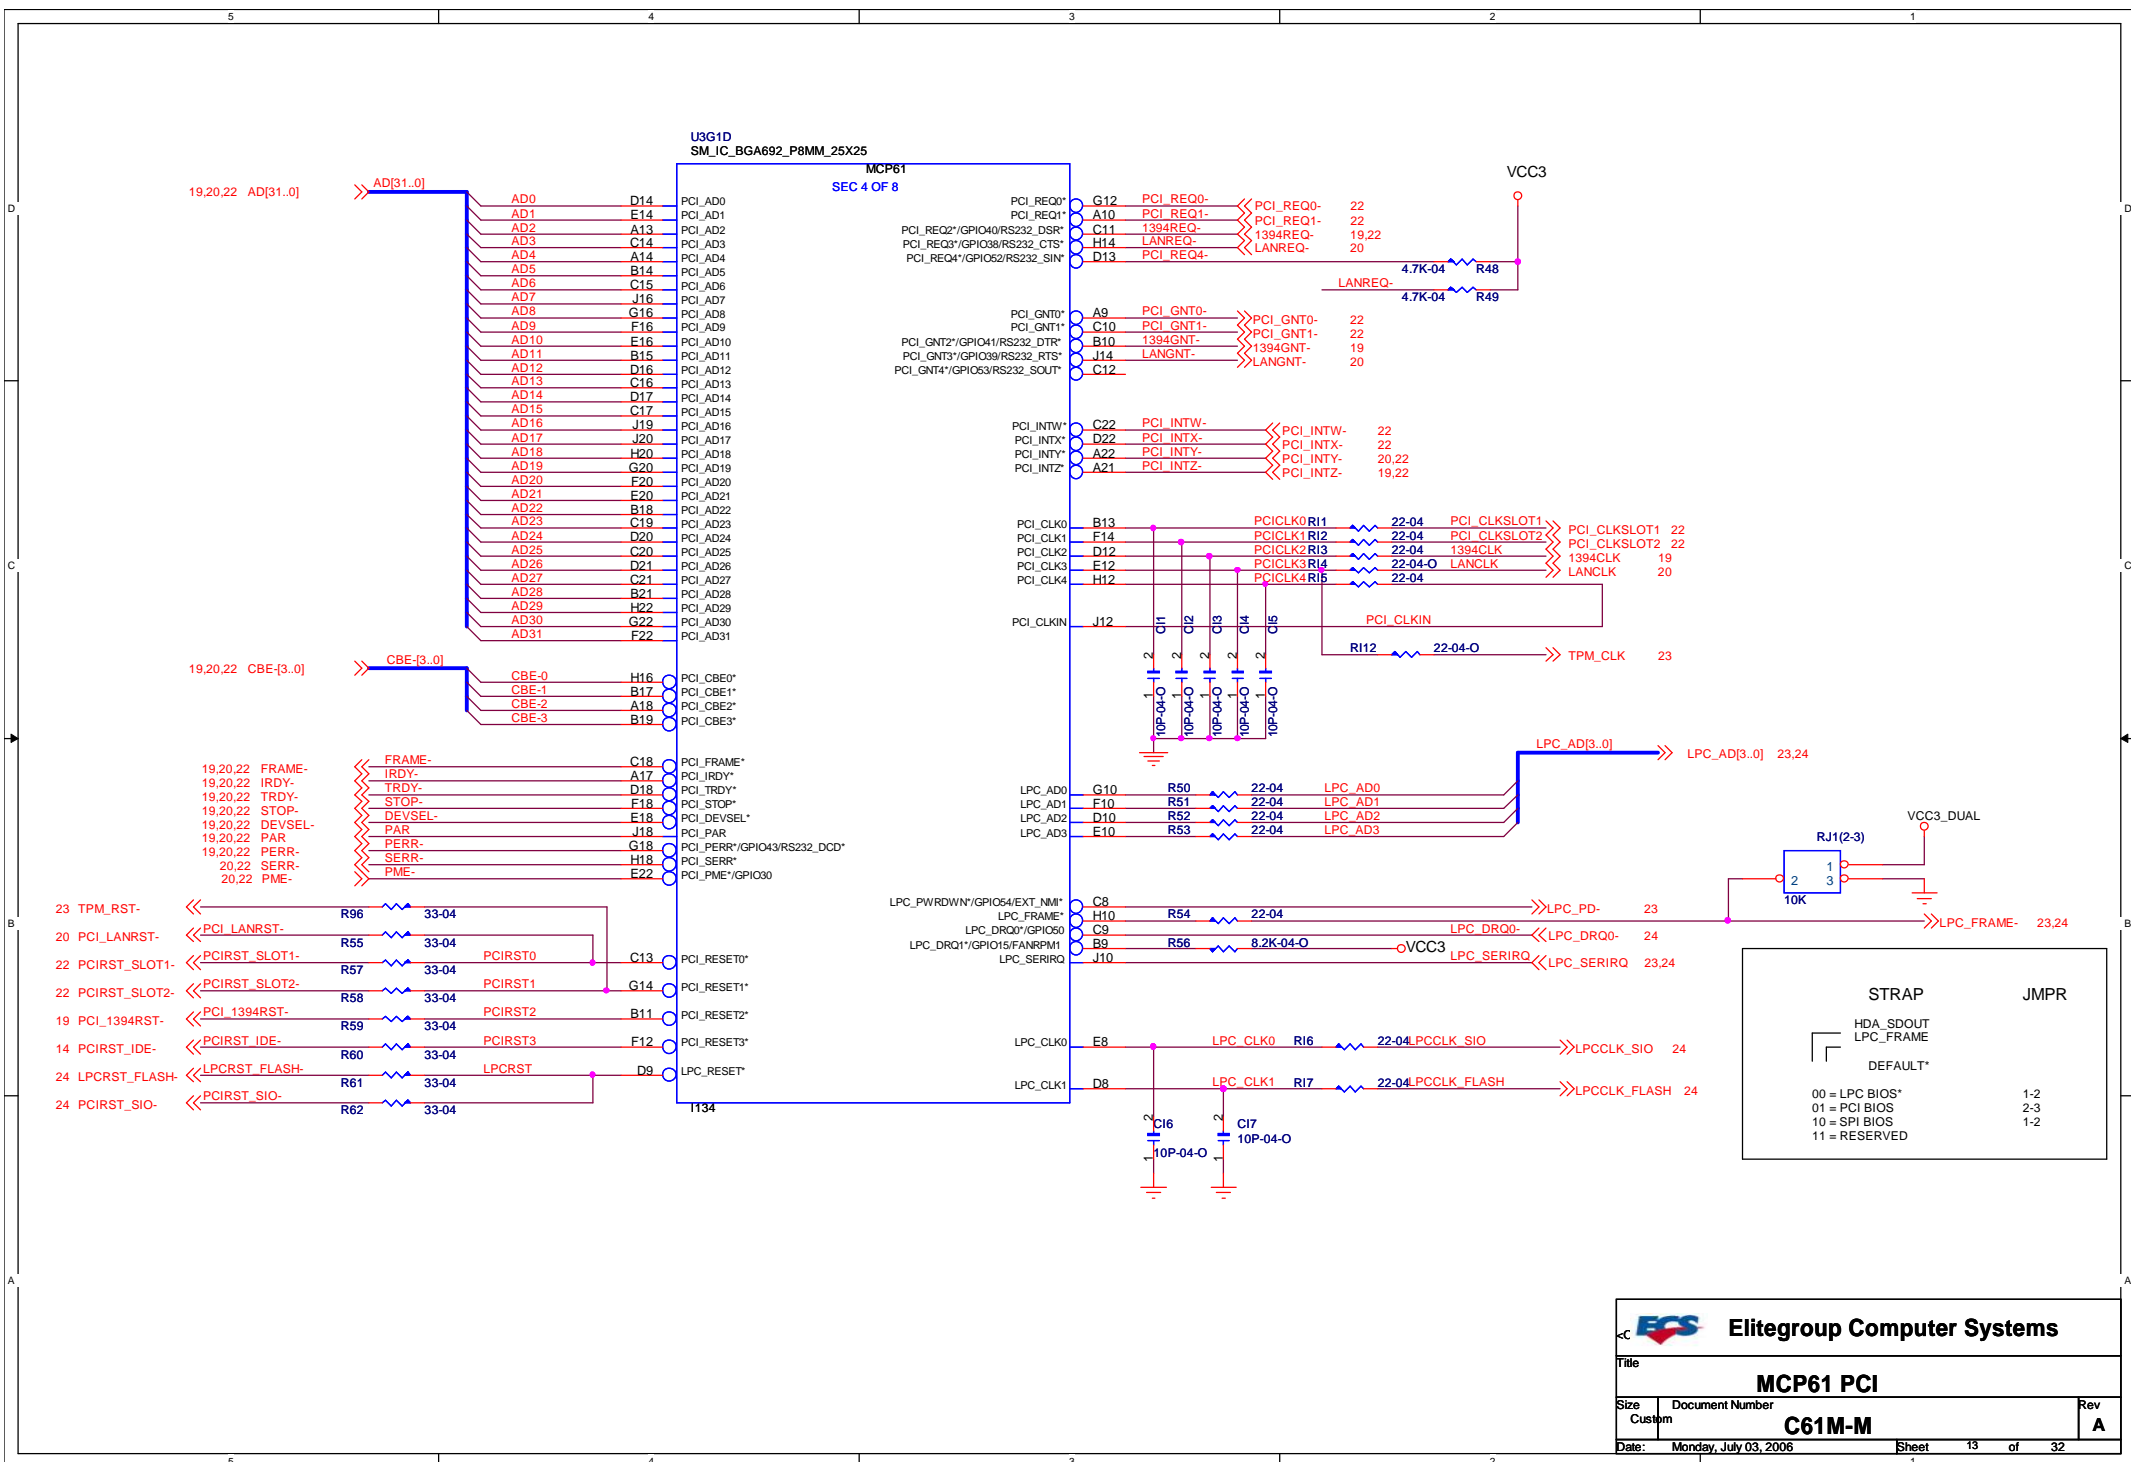 5 4 3 2 1
U3G1D
SM_IC_BGA692_P8MM_25X25
MCP61
SEC 4 OF 8
19,20,22 AD[31..0] AD[31..0]
AD0 D14 PCI_AD0
AD1 E14 PCI_AD1
AD2 A13 PCI_AD2
AD3 C14 PCI_AD3
AD4 A14 PCI_AD4
AD5 B14 PCI_AD5
AD6 C15 PCI_AD6
AD7 J16 PCI_AD7
AD8 G16 PCI_AD8
AD9 F16 PCI_AD9
AD10 E16 PCI_AD10
AD11 B15 PCI_AD11
AD12 D16 PCI_AD12
AD13 C16 PCI_AD13
AD14 D17 PCI_AD14
AD15 C17 PCI_AD15
AD16 J19 PCI_AD16
AD17 J20 PCI_AD17
AD18 H20 PCI_AD18
AD19 G20 PCI_AD19
AD20 F20 PCI_AD20
AD21 E20 PCI_AD21
AD22 B18 PCI_AD22
AD23 C19 PCI_AD23
AD24 D20 PCI_AD24
AD25 C20 PCI_AD25
AD26 D21 PCI_AD26
AD27 C21 PCI_AD27
AD28 B21 PCI_AD28
AD29 H22 PCI_AD29
AD30 G22 PCI_AD30
AD31 F22 PCI_AD31
19,20,22 CBE-[3..0] CBE-[3..0]
CBE-0 H16 PCI_CBE0*
CBE-1 B17 PCI_CBE1*
CBE-2 A18 PCI_CBE2*
CBE-3 B19 PCI_CBE3*
19,20,22 FRAME- FRAME- C18 PCI_FRAME*
19,20,22 IRDY- IRDY- A17 PCI_IRDY*
19,20,22 TRDY- TRDY- D18 PCI_TRDY*
19,20,22 STOP- STOP- F18 PCI_STOP*
19,20,22 DEVSEL- DEVSEL- E18 PCI_DEVSEL*
19,20,22 PAR PAR J18 PCI_PAR
19,20,22 PERR- PERR- G18 PCI_PERR*/GPIO43/RS232_DCD*
20,22 SERR- SERR- H18 PCI_SERR*
20,22 PME- PME- E22 PCI_PME*/GPIO30
23 TPM_RST- R96 33-04
20 PCI_LANRST- PCI_LANRST- R55 33-04
22 PCIRST_SLOT1- PCIRST_SLOT1- R57 33-04 PCIRST0 C13 PCI_RESET0*
22 PCIRST_SLOT2- PCIRST_SLOT2- R58 33-04 PCIRST1 G14 PCI_RESET1*
19 PCI_1394RST- PCI_1394RST- R59 33-04 PCIRST2 B11 PCI_RESET2*
14 PCIRST_IDE- PCIRST_IDE- R60 33-04 PCIRST3 F12 PCI_RESET3*
24 LPCRST_FLASH- LPCRST_FLASH- R61 33-04 LPCRST D9 LPC_RESET*
24 PCIRST_SIO- PCIRST_SIO- R62 33-04
I134
PCI_REQ0* G12 PCI_REQ0- PCI_REQ0- 22
PCI_REQ1* A10 PCI_REQ1- PCI_REQ1- 22
PCI_REQ2*/GPIO40/RS232_DSR* C11 1394REQ- 1394REQ- 19,22
PCI_REQ3*/GPIO38/RS232_CTS* H14 LANREQ- LANREQ- 20
PCI_REQ4*/GPIO52/RS232_SIN* D13 PCI_REQ4- 4.7K-04 R48
VCC3
LANREQ- 4.7K-04 R49
PCI_GNT0* A9 PCI_GNT0- PCI_GNT0- 22
PCI_GNT1* C10 PCI_GNT1- PCI_GNT1- 22
PCI_GNT2*/GPIO41/RS232_DTR* B10 1394GNT- 1394GNT- 19
PCI_GNT3*/GPIO39/RS232_RTS* J14 LANGNT- LANGNT- 20
PCI_GNT4*/GPIO53/RS232_SOUT* C12
PCI_INTW* C22 PCI_INTW- PCI_INTW- 22
PCI_INTX* D22 PCI_INTX- PCI_INTX- 22
PCI_INTY* A22 PCI_INTY- PCI_INTY- 20,22
PCI_INTZ* A21 PCI_INTZ- PCI_INTZ- 19,22
PCI_CLK0 B13 PCICLK0 RI1 22-04 PCI_CLKSLOT1 PCI_CLKSLOT1 22
PCI_CLK1 F14 PCICLK1 RI2 22-04 PCI_CLKSLOT2 PCI_CLKSLOT2 22
PCI_CLK2 D12 PCICLK2 RI3 22-04 1394CLK 1394CLK 19
PCI_CLK3 E12 PCICLK3 RI4 22-04-O LANCLK LANCLK 20
PCI_CLK4 H12 PCICLK4 RI5 22-04
PCI_CLKIN J12 PCI_CLKIN
RI12 22-04-O TPM_CLK 23
CI1 CI2 CI3 CI4 CI5
2 2 2 2 2
1 1 1 1 1
10P-04-O 10P-04-O 10P-04-O 10P-04-O 10P-04-O
LPC_AD[3..0] LPC_AD[3..0] 23,24
LPC_AD0 G10 R50 22-04 LPC_AD0
LPC_AD1 F10 R51 22-04 LPC_AD1
LPC_AD2 D10 R52 22-04 LPC_AD2
LPC_AD3 E10 R53 22-04 LPC_AD3
VCC3_DUAL
RJ1(2-3)
1
2 3
10K
LPC_PWRDWN*/GPIO54/EXT_NMI* C8 LPC_PD- 23
LPC_FRAME* H10 R54 22-04 LPC_FRAME- 23,24
LPC_DRQ0*/GPIO50 C9 LPC_DRQ0- LPC_DRQ0- 24
LPC_DRQ1*/GPIO15/FANRPM1 B9 R56 8.2K-04-O VCC3
LPC_SERIRQ J10 LPC_SERIRQ LPC_SERIRQ 23,24
LPC_CLK0 E8 LPC_CLK0 RI6 22-04 LPCCLK_SIO LPCCLK_SIO 24
LPC_CLK1 D8 LPC_CLK1 RI7 22-04 LPCCLK_FLASH LPCCLK_FLASH 24
2 CI6 1 10P-04-O
2 CI7 1 10P-04-O
STRAP JMPR
HDA_SDOUT
LPC_FRAME
DEFAULT*
00 = LPC BIOS* 1-2
01 = PCI BIOS 2-3
10 = SPI BIOS 1-2
11 = RESERVED
D D
C C
B B
A A
<C ECS Elitegroup Computer Systems
Title
MCP61 PCI
Size Document Number Rev
Custom C61M-M A
Date: Monday, July 03, 2006 Sheet 13 of 32
5 4 3 2 1